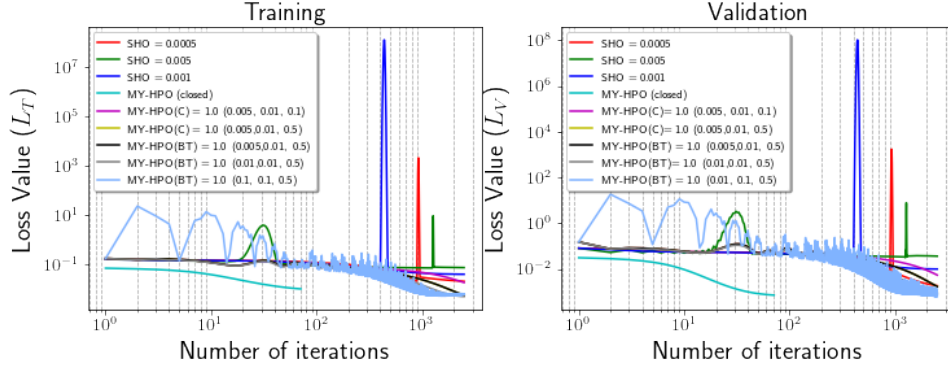 Training
Loss Value (L_T)
10^7
10^4
10^1
10^-1
SHO = 0.0005
SHO = 0.005
SHO = 0.001
MY-HPO (closed)
MY-HPO(C)= 1.0 (0.005, 0.01, 0.1)
MY-HPO(C)= 1.0 (0.005,0.01, 0.5)
MY-HPO(BT)= 1.0 (0.005,0.01, 0.5)
MY-HPO(BT)= 1.0 (0.01,0.01, 0.5)
MY-HPO(BT)= 1.0 (0.1, 0.1, 0.5)
10^0 10^1 10^2 10^3
Number of iterations
Validation
Loss Value (L_V)
10^8
10^6
10^4
10^2
10^0
10^-2
SHO = 0.0005
SHO = 0.005
SHO = 0.001
MY-HPO (closed)
MY-HPO(C)= 1.0 (0.005, 0.01, 0.1)
MY-HPO(C)= 1.0 (0.005,0.01, 0.5)
MY-HPO(BT)= 1.0 (0.005,0.01, 0.5)
MY-HPO(BT)= 1.0 (0.01,0.01, 0.5)
MY-HPO(BT)= 1.0 (0.01, 0.1, 0.5)
10^0 10^1 10^2 10^3
Number of iterations